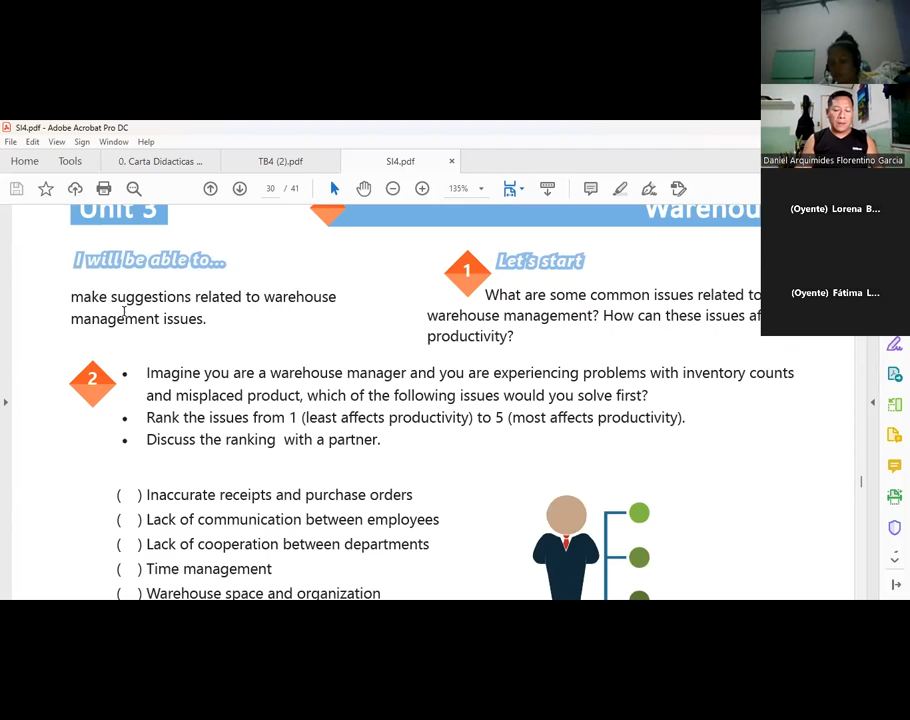 SI4.pdf - Adobe Acrobat Pro DC
File Edit View Sign Window Help
Home Tools 0. Carta Didacticas ... TB4 (2).pdf SI4.pdf ×
30 / 41 135%
Unit 3 Warehou
I will be able to...
make suggestions related to warehouse
management issues.
1 Let's start
What are some common issues related to
warehouse management? How can these issues af
productivity?
2 • Imagine you are a warehouse manager and you are experiencing problems with inventory counts
and misplaced product, which of the following issues would you solve first?
• Rank the issues from 1 (least affects productivity) to 5 (most affects productivity).
• Discuss the ranking with a partner.
( ) Inaccurate receipts and purchase orders
( ) Lack of communication between employees
( ) Lack of cooperation between departments
( ) Time management
( ) Warehouse space and organization
Daniel Arquimides Florentino Garcia
(Oyente) Lorena B...
(Oyente) Fátima L...